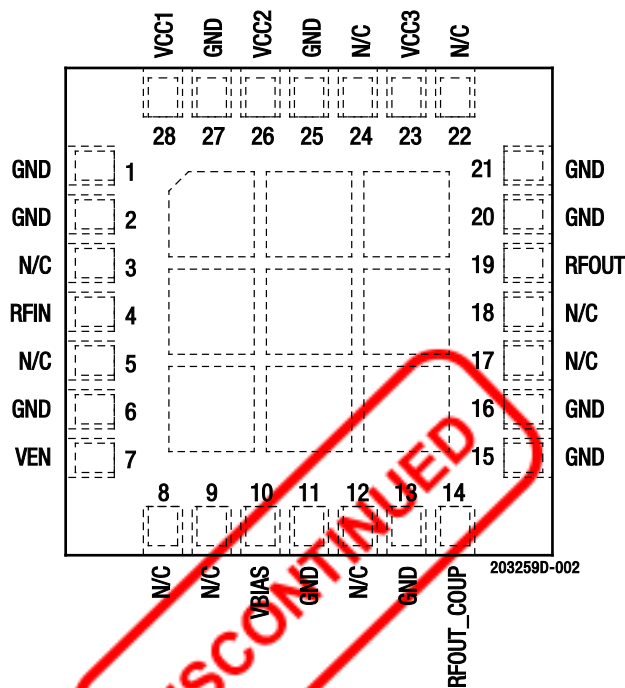 VCC1 GND VCC2 GND N/C VCC3 N/C
28 27 26 25 24 23 22
GND 1 21 GND
GND 2 20 GND
N/C 3 19 RFOUT
RFIN 4 18 N/C
N/C 5 17 N/C
GND 6 16 GND
VEN 7 15 GND
8 9 10 11 12 13 14
N/C N/C VBIAS GND N/C GND RFOUT_COUP
203259D-002
SCONTINUED